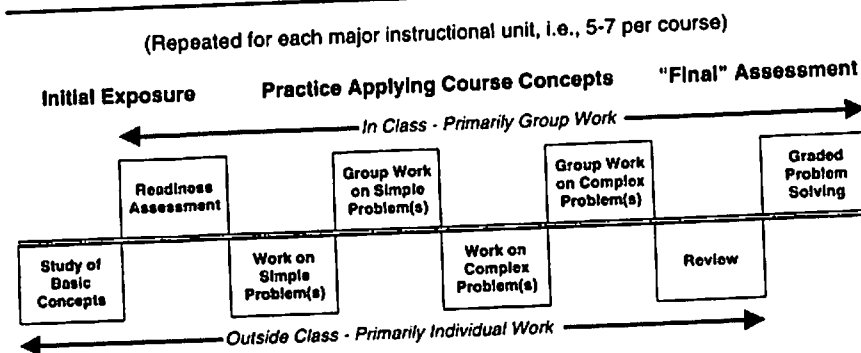 (Repeated for each major instructional unit, i.e., 5-7 per course)
Initial Exposure
Practice Applying Course Concepts
"Final" Assessment
In Class - Primarily Group Work
Readiness
Assessment
Group Work
on Simple
Problem(s)
Group Work
on Complex
Problem(s)
Graded
Problem
Solving
Study of
Basic
Concepts
Work on
Simple
Problem(s)
Work on
Complex
Problem(s)
Review
Outside Class - Primarily Individual Work